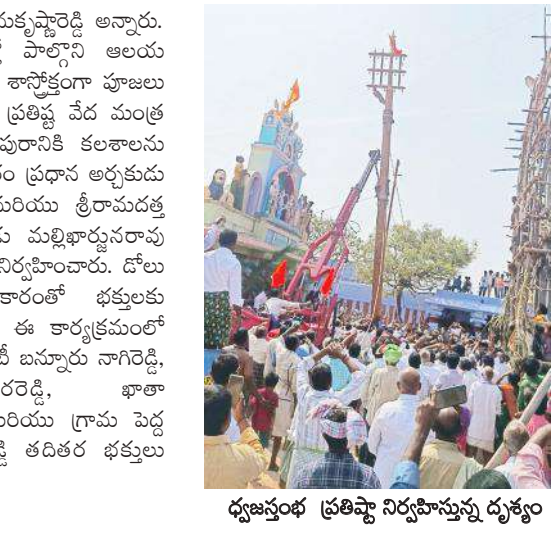 ముకృష్ణారెడ్డి అన్నారు.
పాల్గొని ఆలయ
శాస్త్రోక్తంగా పూజలు
ప్రతిష్ట వేద మంత్ర
పురానికి కలశాలను
ం ప్రధాన అర్చకుడు
మరియు శ్రీరామదత్త
డు మల్లిఖార్జునరావు
నిర్వహించారు. డోలు
కారంతో భక్తులకు
ఈ కార్యక్రమంలో
టీ బన్నూరు నాగిరెడ్డి,
రరెడ్డి, ఖాతా
మరియు గ్రామ పెద్ద
డ్డి తదితర భక్తులు
ధ్వజస్తంభ ప్రతిష్టా నిర్వహిస్తున్న దృశ్యం